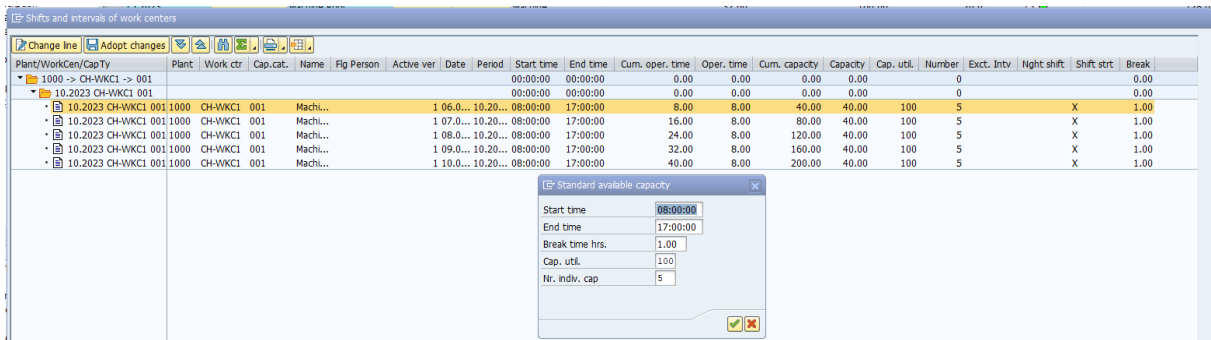 Shifts and intervals of work centers
Change line Adopt changes
Plant/WorkCen/CapTy Plant Work ctr Cap.cat. Name Flg Person Active ver Date Period Start time End time Cum. oper. time Oper. time Cum. capacity Capacity Cap. util. Number Exct. Intv Nght shift Shift strt Break
1000 -> CH-WKC1 -> 001 00:00:00 00:00:00 0.00 0.00 0.00 0.00 0 0.00
10.2023 CH-WKC1 001 00:00:00 00:00:00 0.00 0.00 0.00 0.00 0 0.00
10.2023 CH-WKC1 001 1000 CH-WKC1 001 Machi... 1 06.0... 10.20... 08:00:00 17:00:00 8.00 8.00 40.00 40.00 100 5 X 1.00
10.2023 CH-WKC1 001 1000 CH-WKC1 001 Machi... 1 07.0... 10.20... 08:00:00 17:00:00 16.00 8.00 80.00 40.00 100 5 X 1.00
10.2023 CH-WKC1 001 1000 CH-WKC1 001 Machi... 1 08.0... 10.20... 08:00:00 17:00:00 24.00 8.00 120.00 40.00 100 5 X 1.00
10.2023 CH-WKC1 001 1000 CH-WKC1 001 Machi... 1 09.0... 10.20... 08:00:00 17:00:00 32.00 8.00 160.00 40.00 100 5 X 1.00
10.2023 CH-WKC1 001 1000 CH-WKC1 001 Machi... 1 10.0... 10.20... 08:00:00 17:00:00 40.00 8.00 200.00 40.00 100 5 X 1.00
Standard available capacity
Start time 08:00:00
End time 17:00:00
Break time hrs. 1.00
Cap. util. 100
Nr. indiv. cap 5